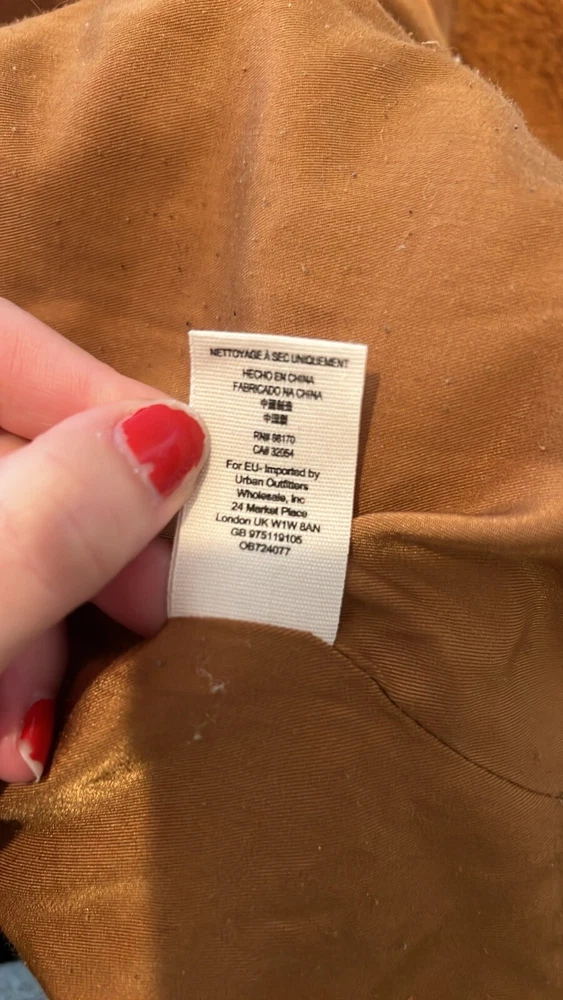 NETTOYAGE À SEC UNIQUEMENT
HECHO EN CHINA
FABRICADO NA CHINA
中國製造
中国製
RN# 66170
CA# 32054
For EU- Imported by
Urban Outfitters
Wholesale, Inc
24 Market Place
London UK W1W 8AN
GB 975119105
OB724077